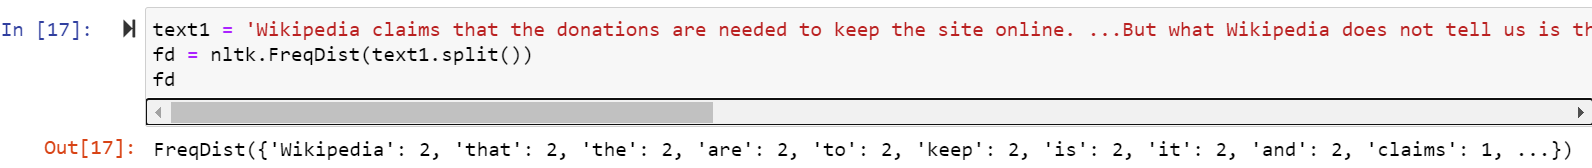 In [17]: text1 = 'Wikipedia claims that the donations are needed to keep the site online. ...But what Wikipedia does not tell us is th
fd = nltk.FreqDist(text1.split())
fd
Out[17]: FreqDist({'Wikipedia': 2, 'that': 2, 'the': 2, 'are': 2, 'to': 2, 'keep': 2, 'is': 2, 'it': 2, 'and': 2, 'claims': 1, ...})